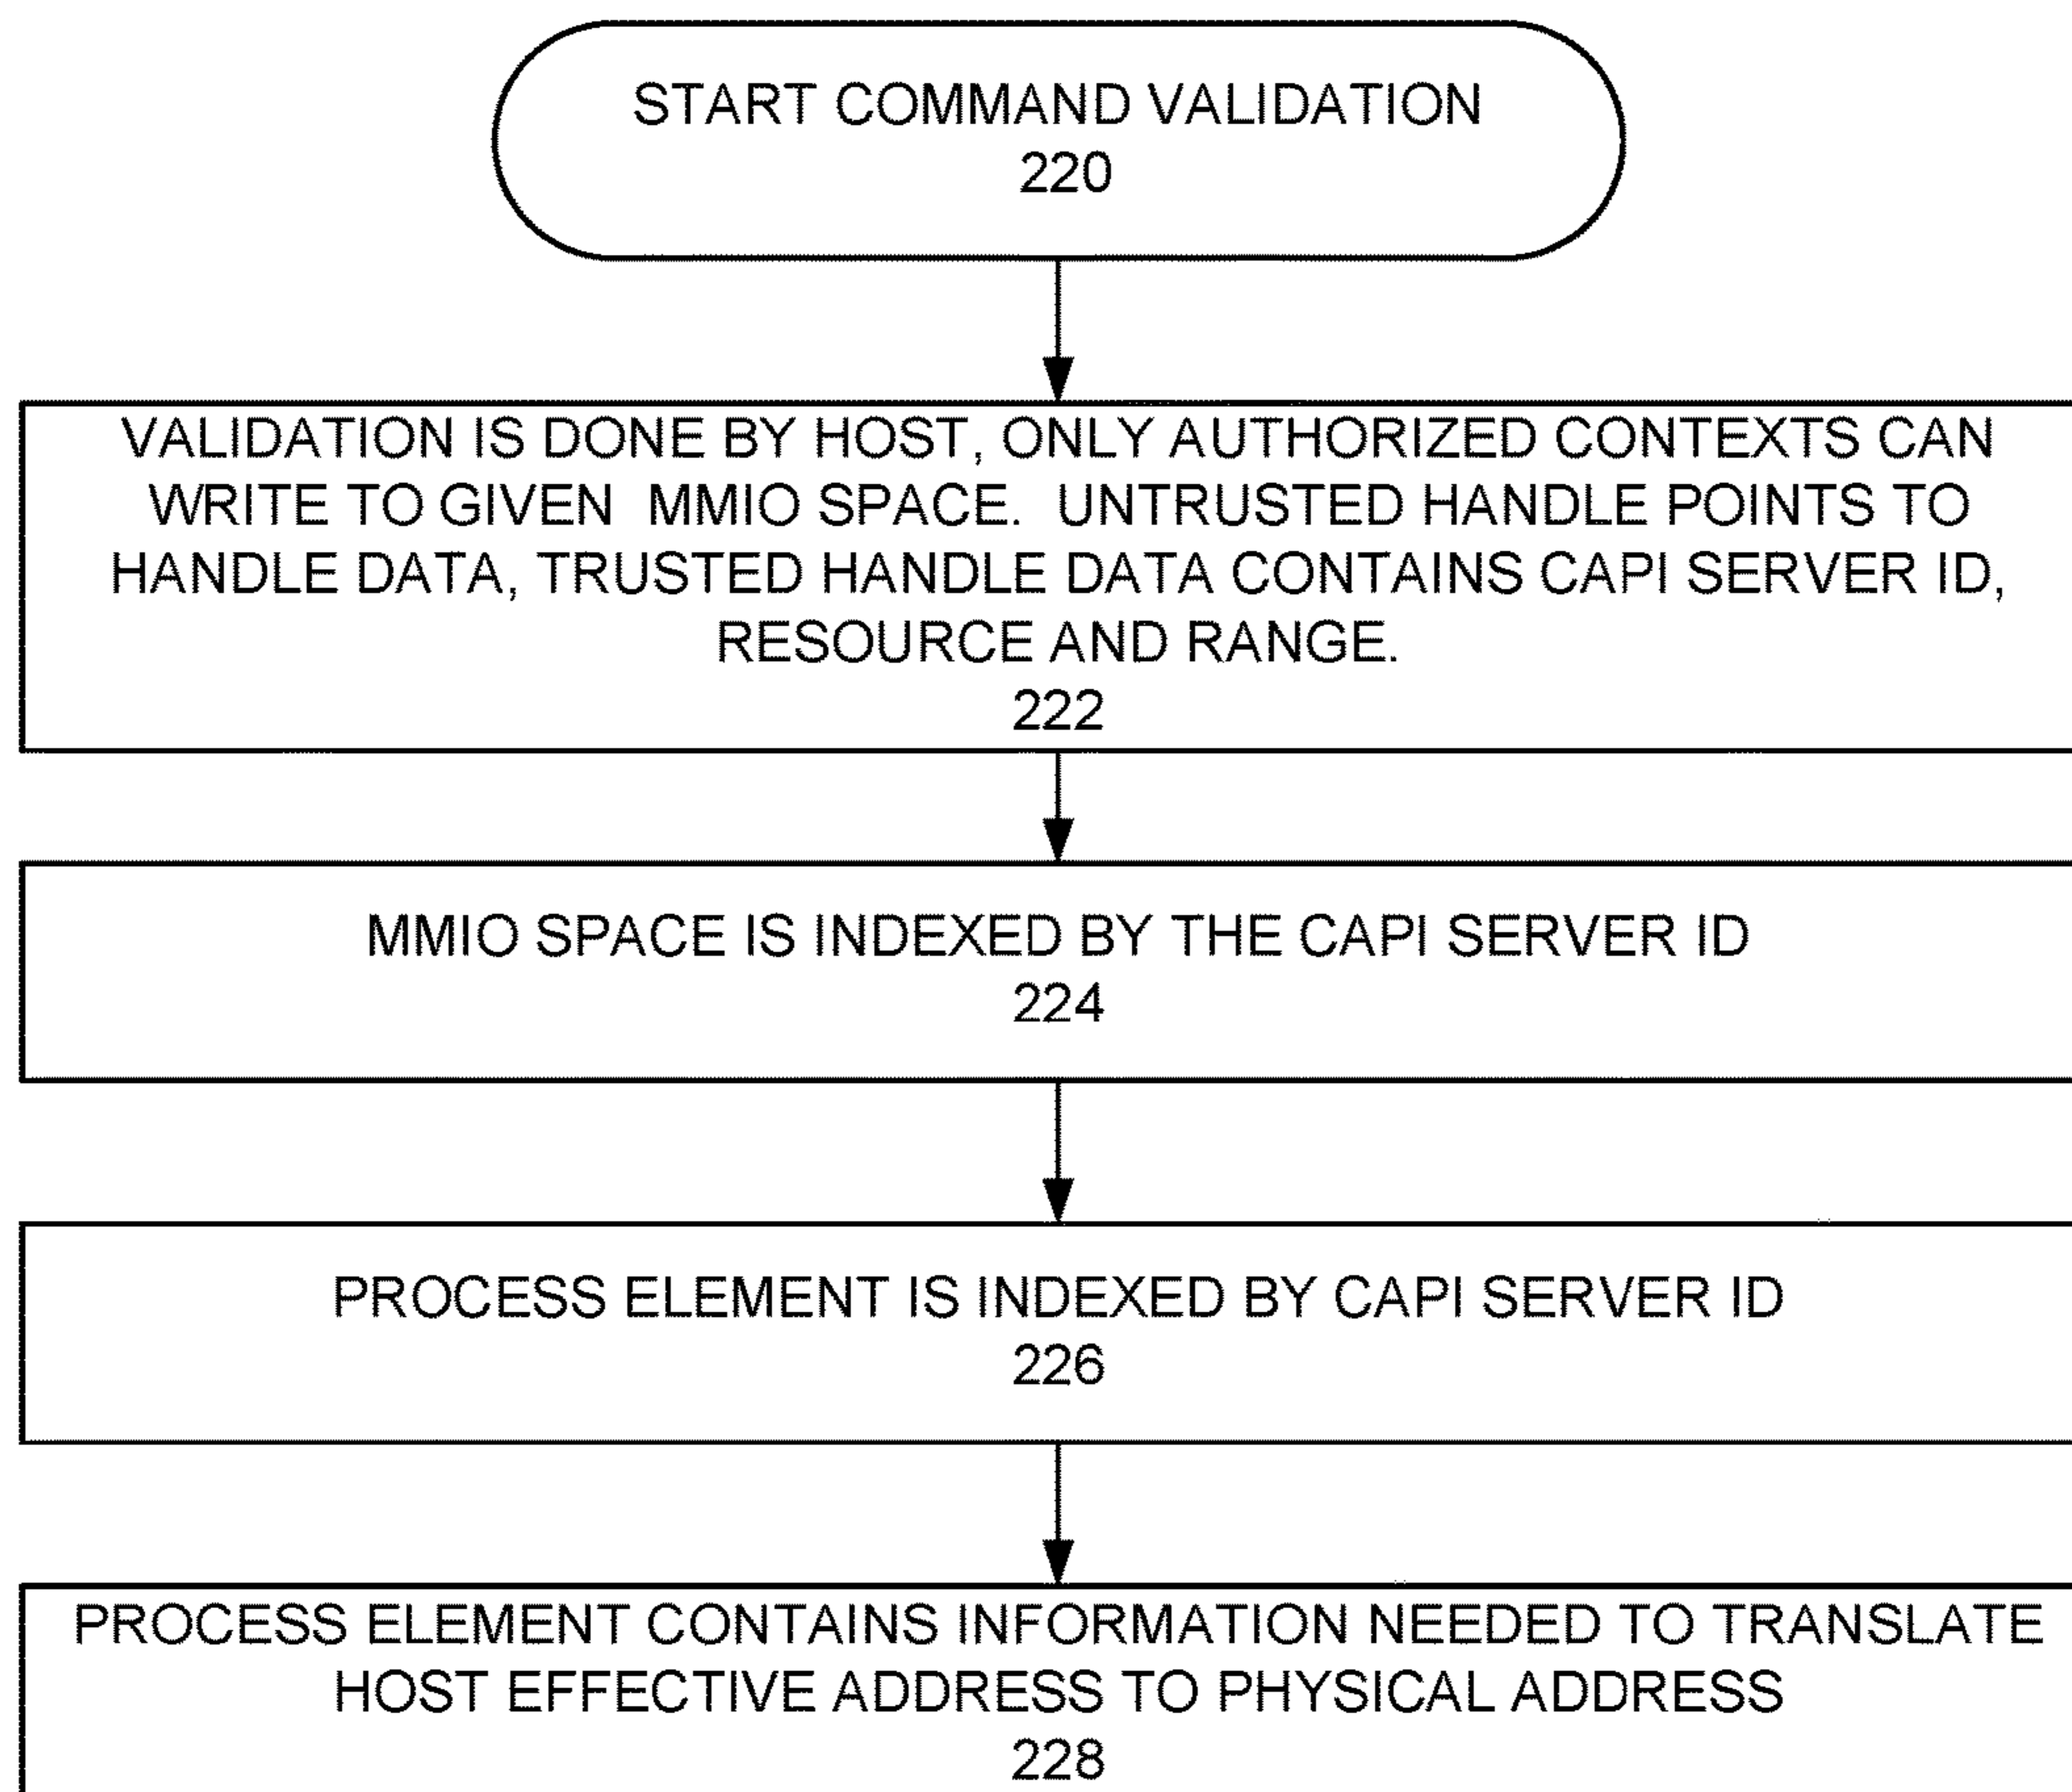 START COMMAND VALIDATION
220
VALIDATION IS DONE BY HOST, ONLY AUTHORIZED CONTEXTS CAN
WRITE TO GIVEN MMIO SPACE. UNTRUSTED HANDLE POINTS TO
HANDLE DATA, TRUSTED HANDLE DATA CONTAINS CAPI SERVER ID,
RESOURCE AND RANGE.
222
MMIO SPACE IS INDEXED BY THE CAPI SERVER ID
224
PROCESS ELEMENT IS INDEXED BY CAPI SERVER ID
226
PROCESS ELEMENT CONTAINS INFORMATION NEEDED TO TRANSLATE
HOST EFFECTIVE ADDRESS TO PHYSICAL ADDRESS
228